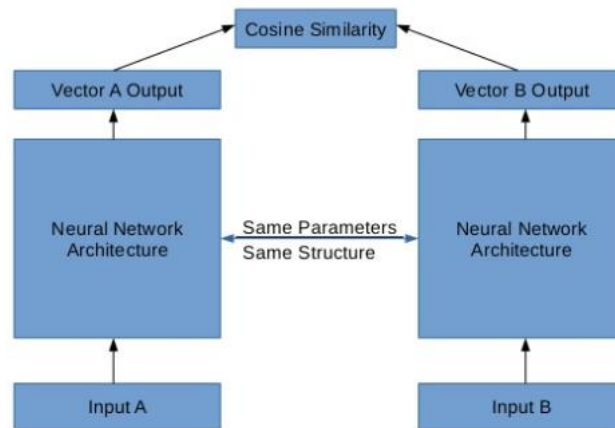 Cosine Similarity
Vector A Output
Vector B Output
Neural Network
Architecture
Same Parameters
Same Structure
Neural Network
Architecture
Input A
Input B